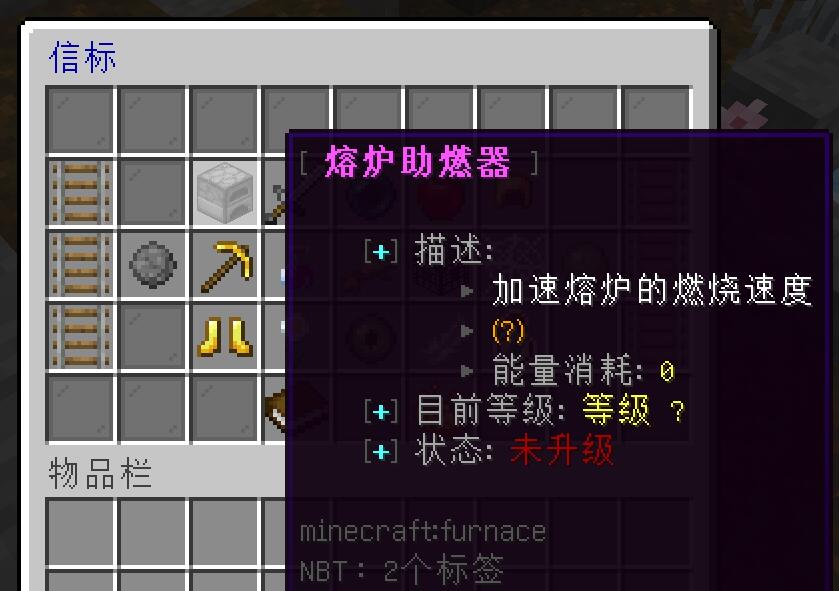 信标
[ 熔炉助燃器 ]
[+] 描述:
▶ 加速熔炉的燃烧速度
▶ (?)
▶ 能量消耗: 0
[+] 目前等级: 等级 ?
[+] 状态: 未升级
物品栏
minecraft:furnace
NBT: 2个标签